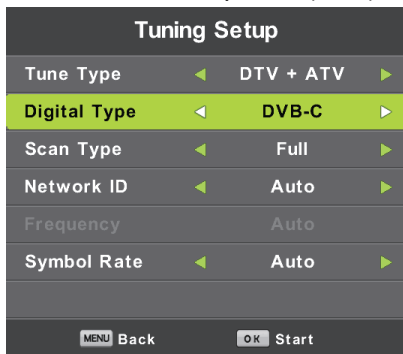 Tuning Setup
Tune Type DTV + ATV
Digital Type DVB-C
Scan Type Full
Network ID Auto
Frequency Auto
Symbol Rate Auto
MENU Back OK Start